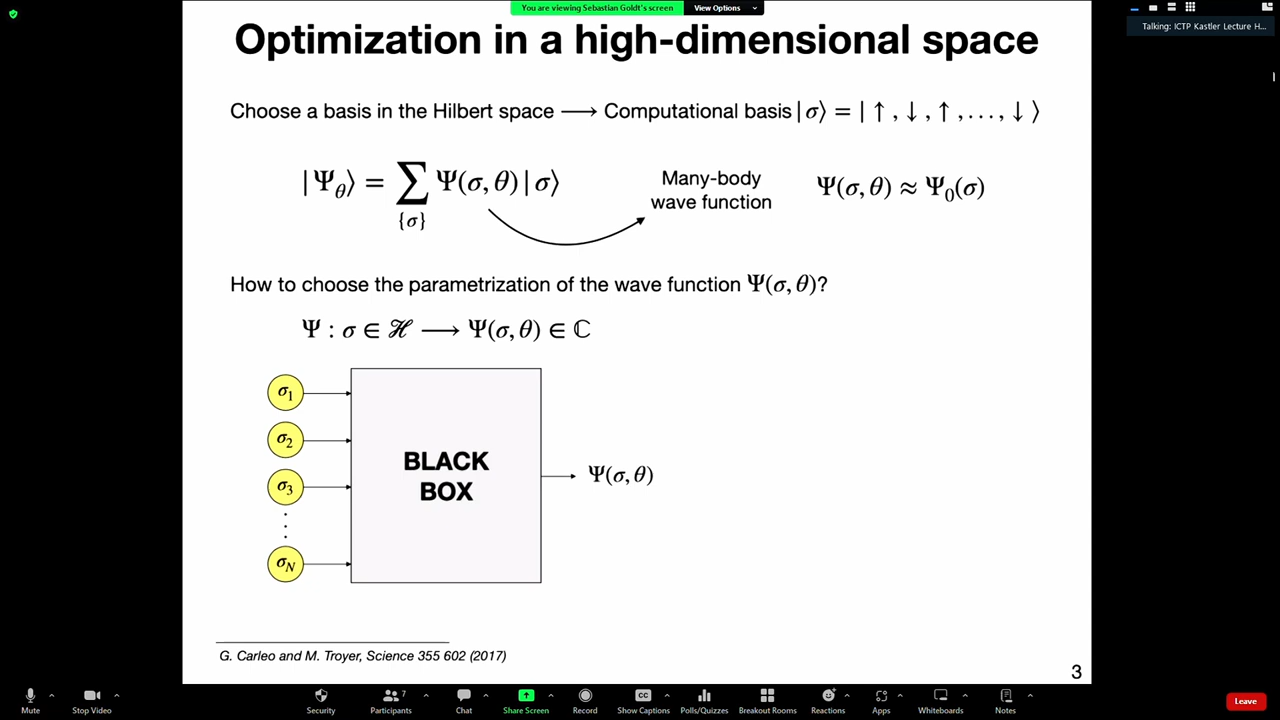 You are viewing Sebastian Goldt's screen View Options
Talking: ICTP Kastler Lecture H...
Optimization in a high-dimensional space
Choose a basis in the Hilbert space ⟶ Computational basis |σ⟩ = | ↑ , ↓ , ↑ , …, ↓ ⟩
|Ψ_θ⟩ = ∑_{σ} Ψ(σ, θ) | σ⟩
Many-body
wave function
Ψ(σ, θ) ≈ Ψ_0(σ)
How to choose the parametrization of the wave function Ψ(σ, θ)?
Ψ : σ ∈ ℋ ⟶ Ψ(σ, θ) ∈ ℂ
σ_1
σ_2
σ_3
σ_N
BLACK
BOX
Ψ(σ, θ)
G. Carleo and M. Troyer, Science 355 602 (2017)
3
7
Mute Stop Video Security Participants Chat Share Screen Record Show Captions Polls/Quizzes Breakout Rooms Reactions Apps Whiteboards Notes Leave